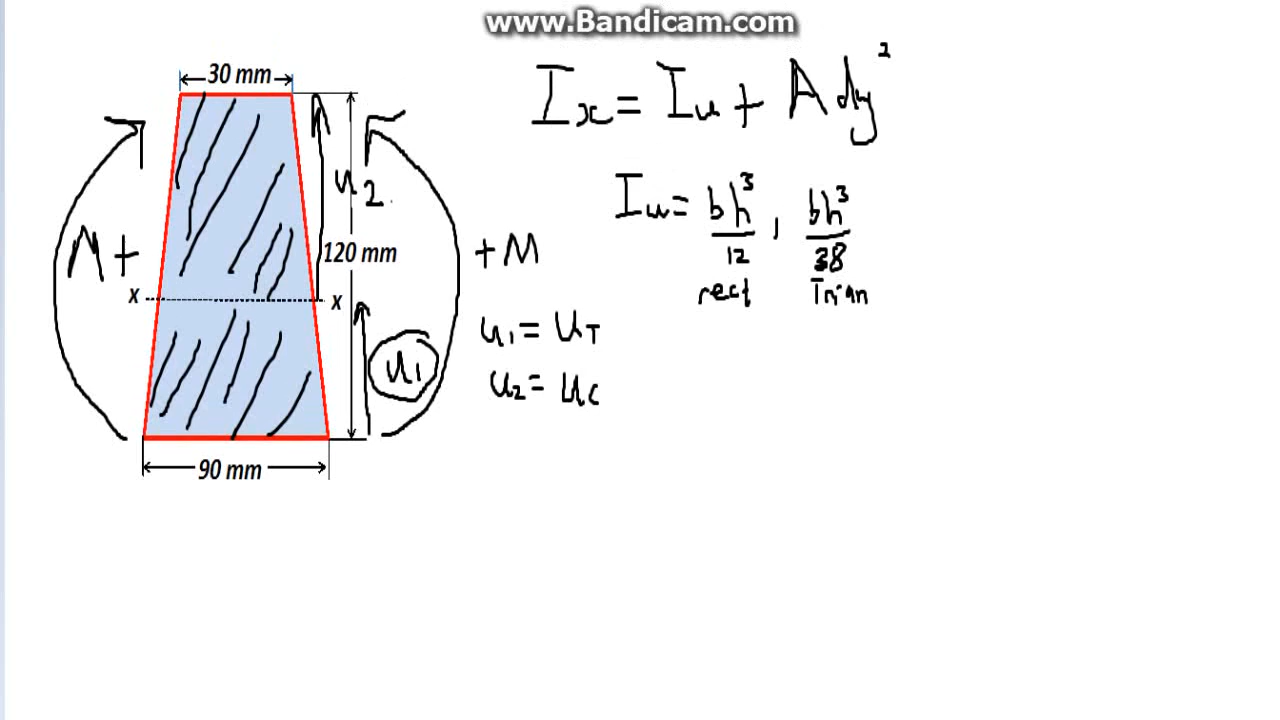 www.Bandicam.com
30 mm
Ix = Iu + Ady²
u2
Iu = bh³/12 , bh³/38
rect Trian
M+
120 mm
+M
x x
u1 = uT
u1
u2 = uc
90 mm